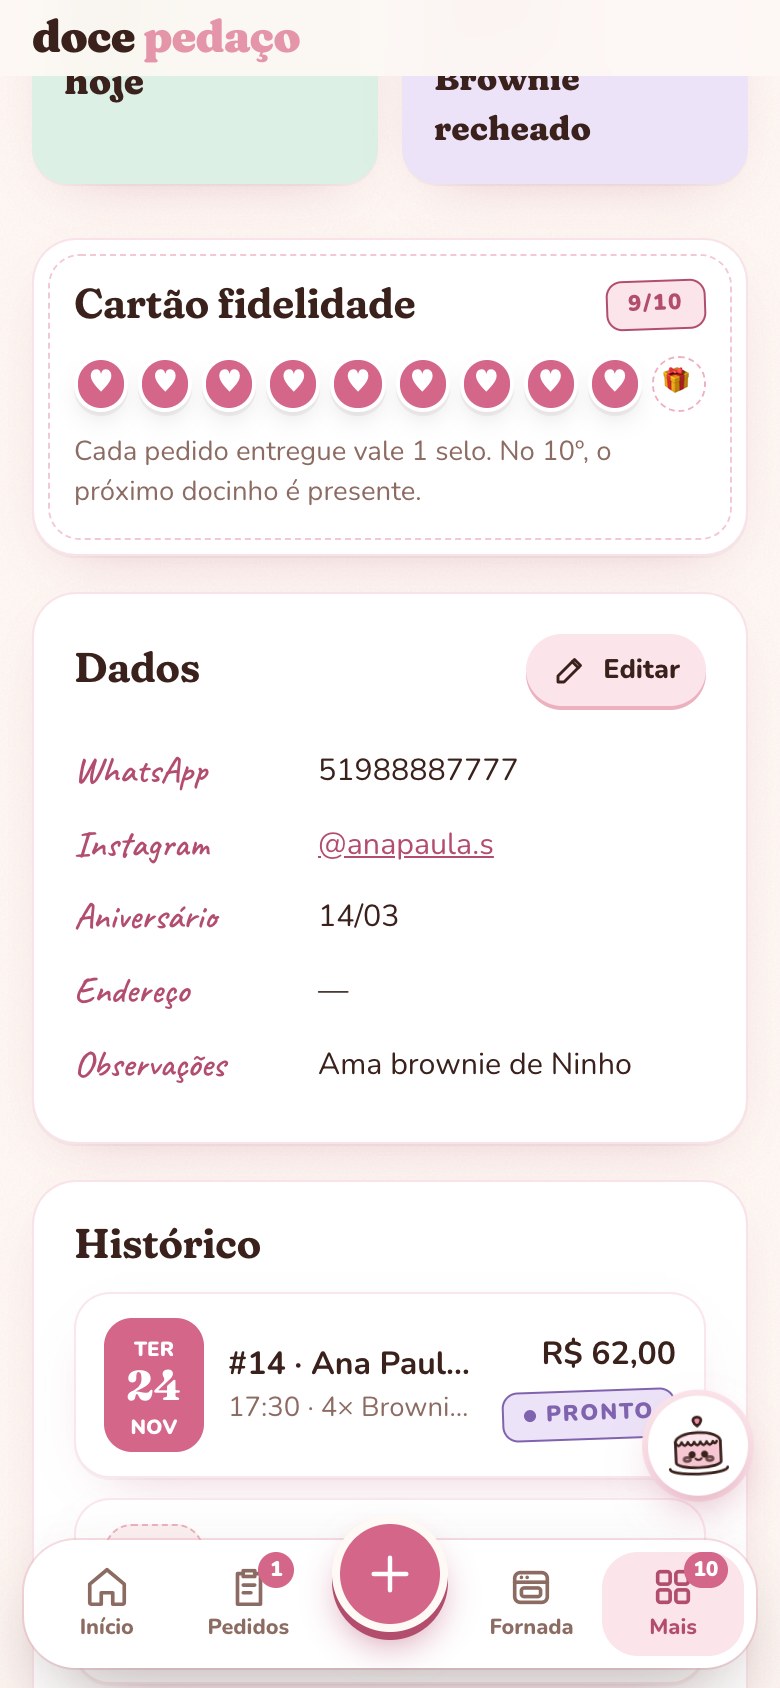 doce pedaço
hoje
Brownie
recheado
Cartão fidelidade
9/10
Cada pedido entregue vale 1 selo. No 10º, o
próximo docinho é presente.
Dados
Editar
WhatsApp
51988887777
Instagram
@anapaula.s
Aniversário
14/03
Endereço
—
Observações
Ama brownie de Ninho
Histórico
TER
24
NOV
#14 · Ana Paul...
17:30 · 4× Browni...
R$ 62,00
PRONTO
Início
1
Pedidos
Fornada
10
Mais